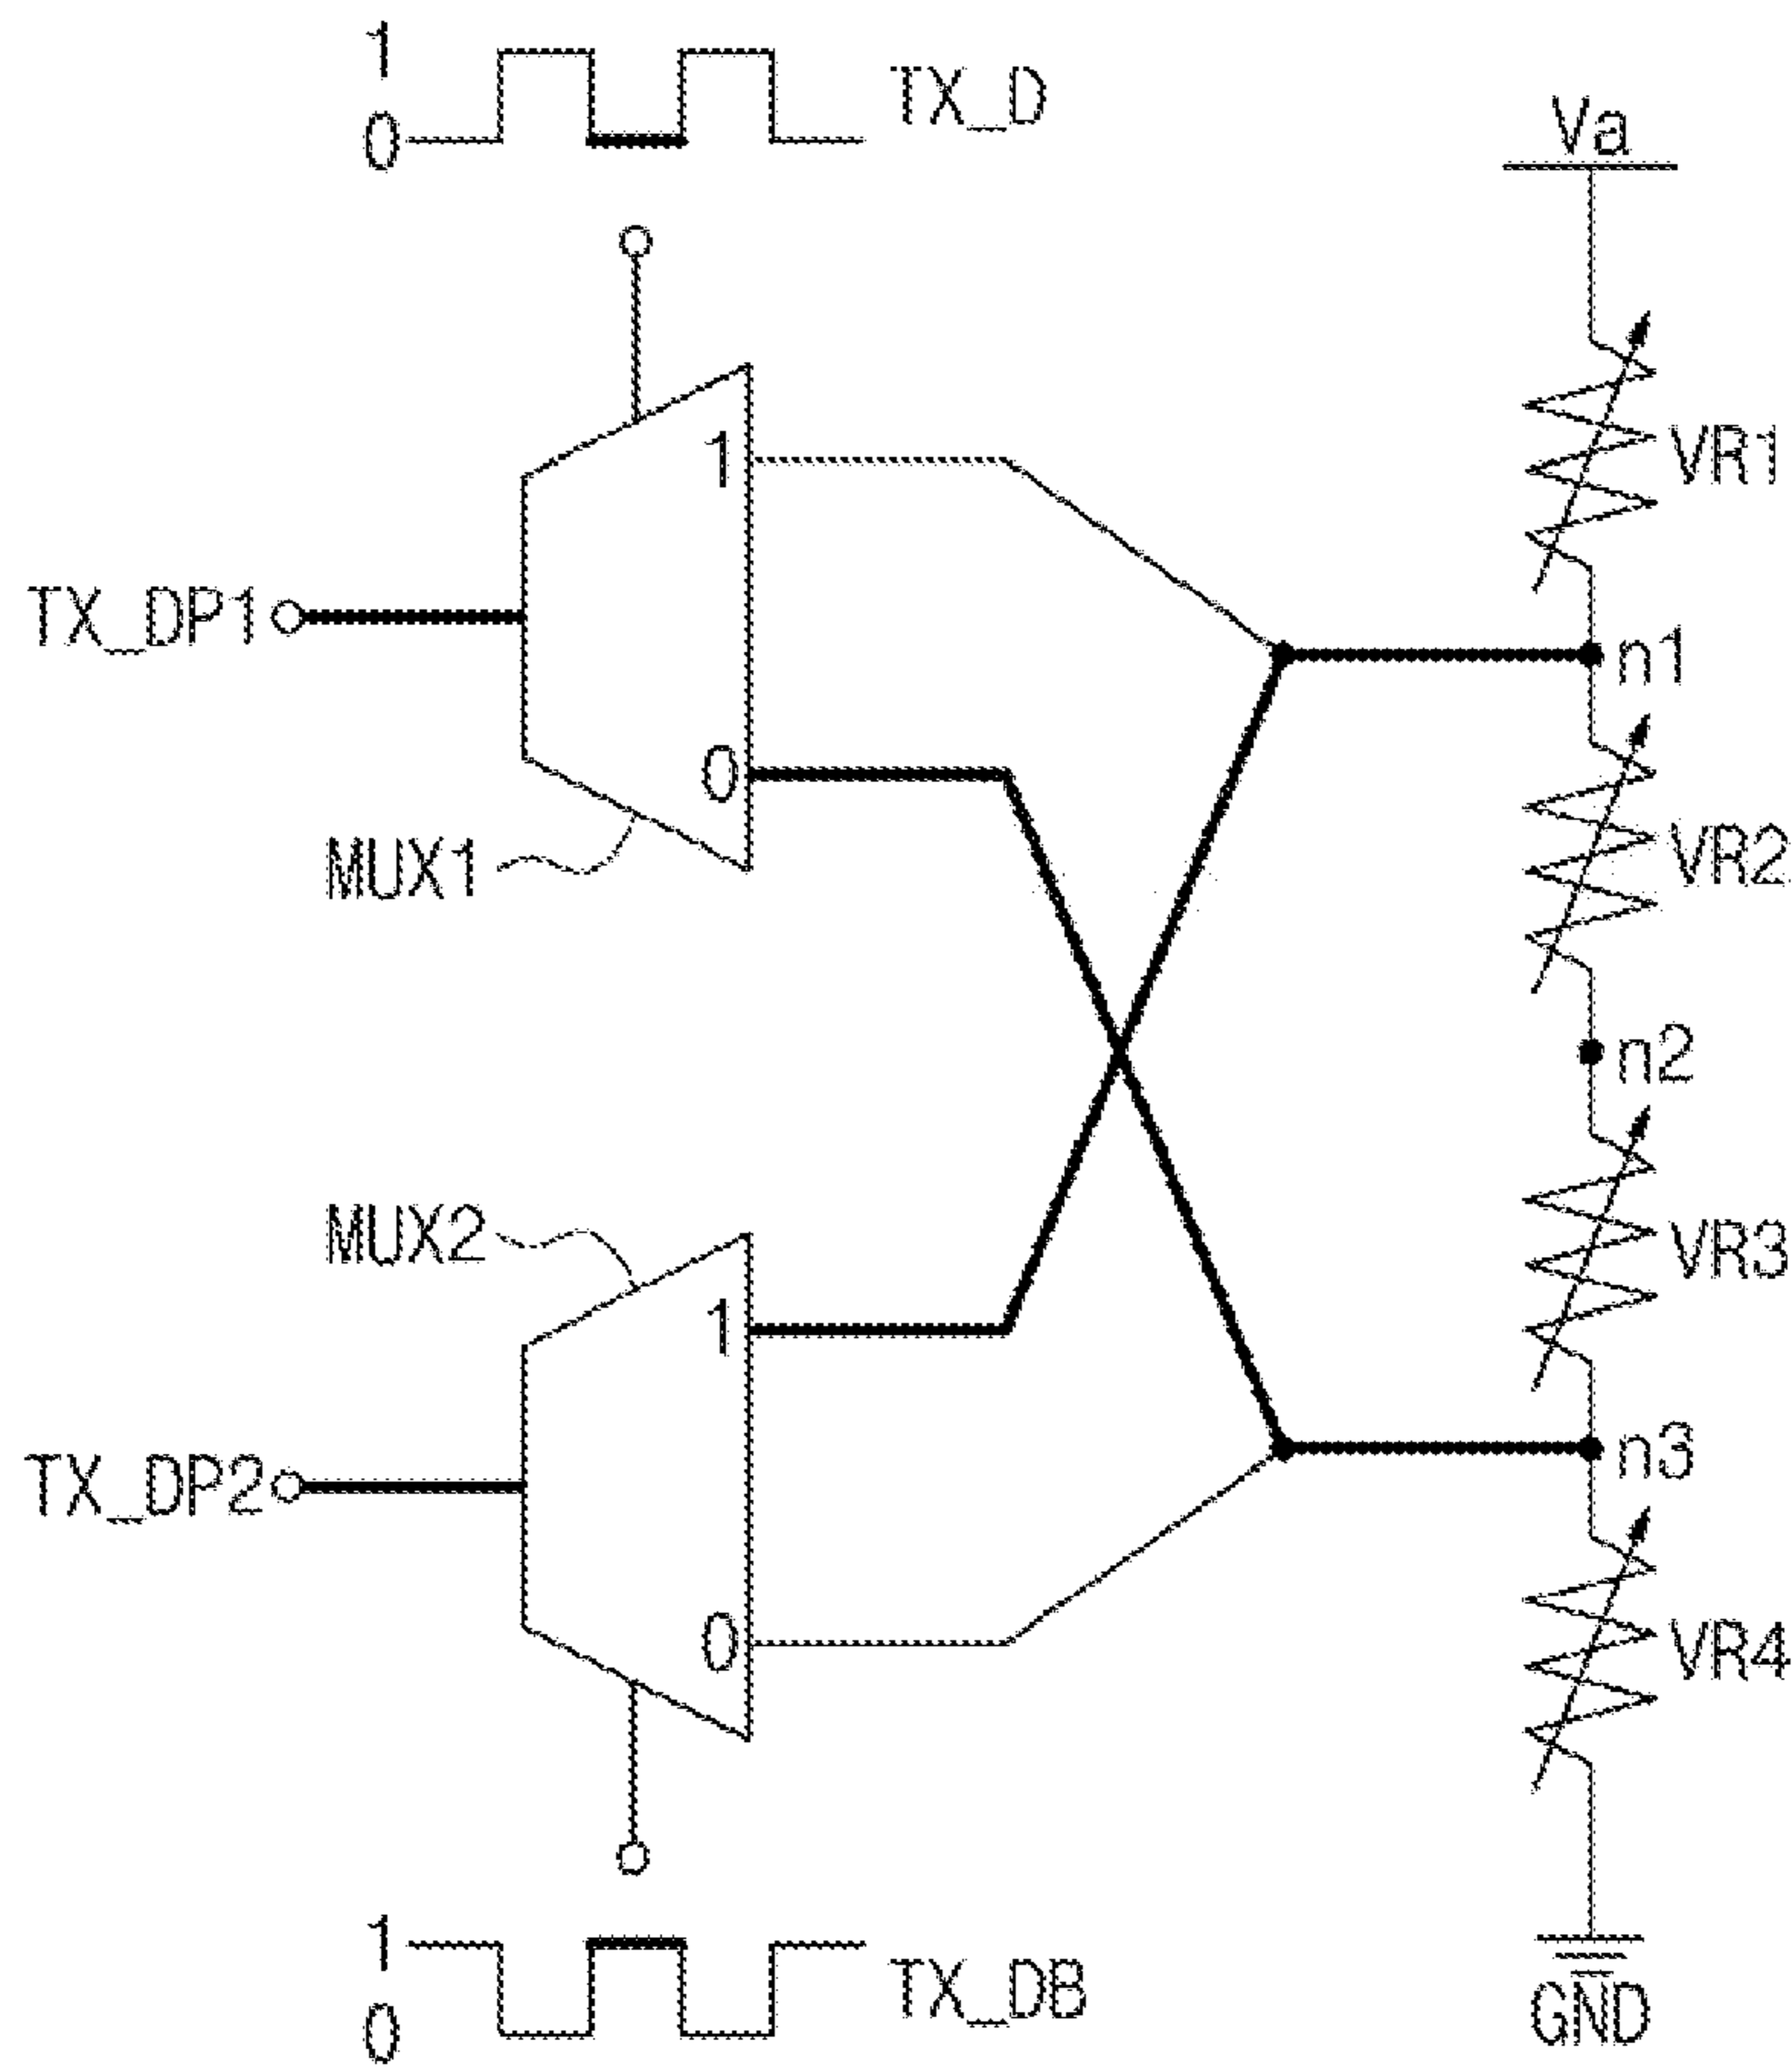 1
0
TX_D
Va
1
VR1
TX_DP1
n1
0
MUX1
VR2
n2
MUX2
1
VR3
TX_DP2
n3
0
VR4
1
0
TX_DB
GND